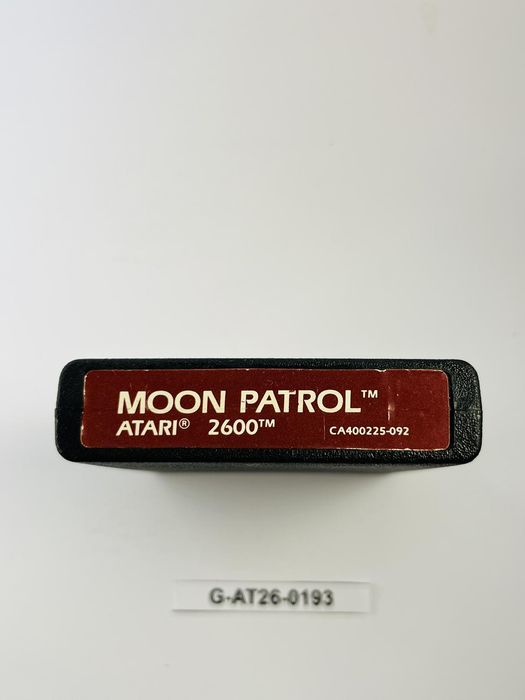 MOON PATROL™
ATARI® 2600™ CA400225-092
G-AT26-0193